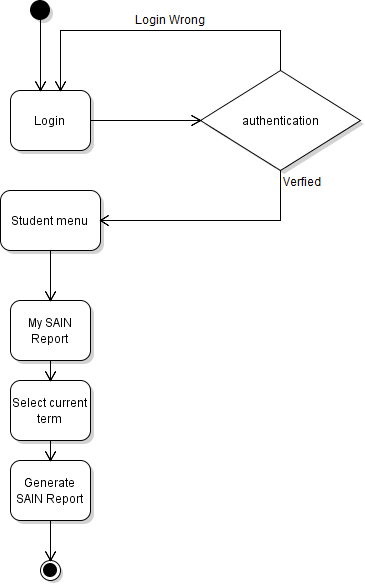 Login Wrong
Login
authentication
Verfied
Student menu
My SAIN
Report
Select current
term
Generate
SAIN Report